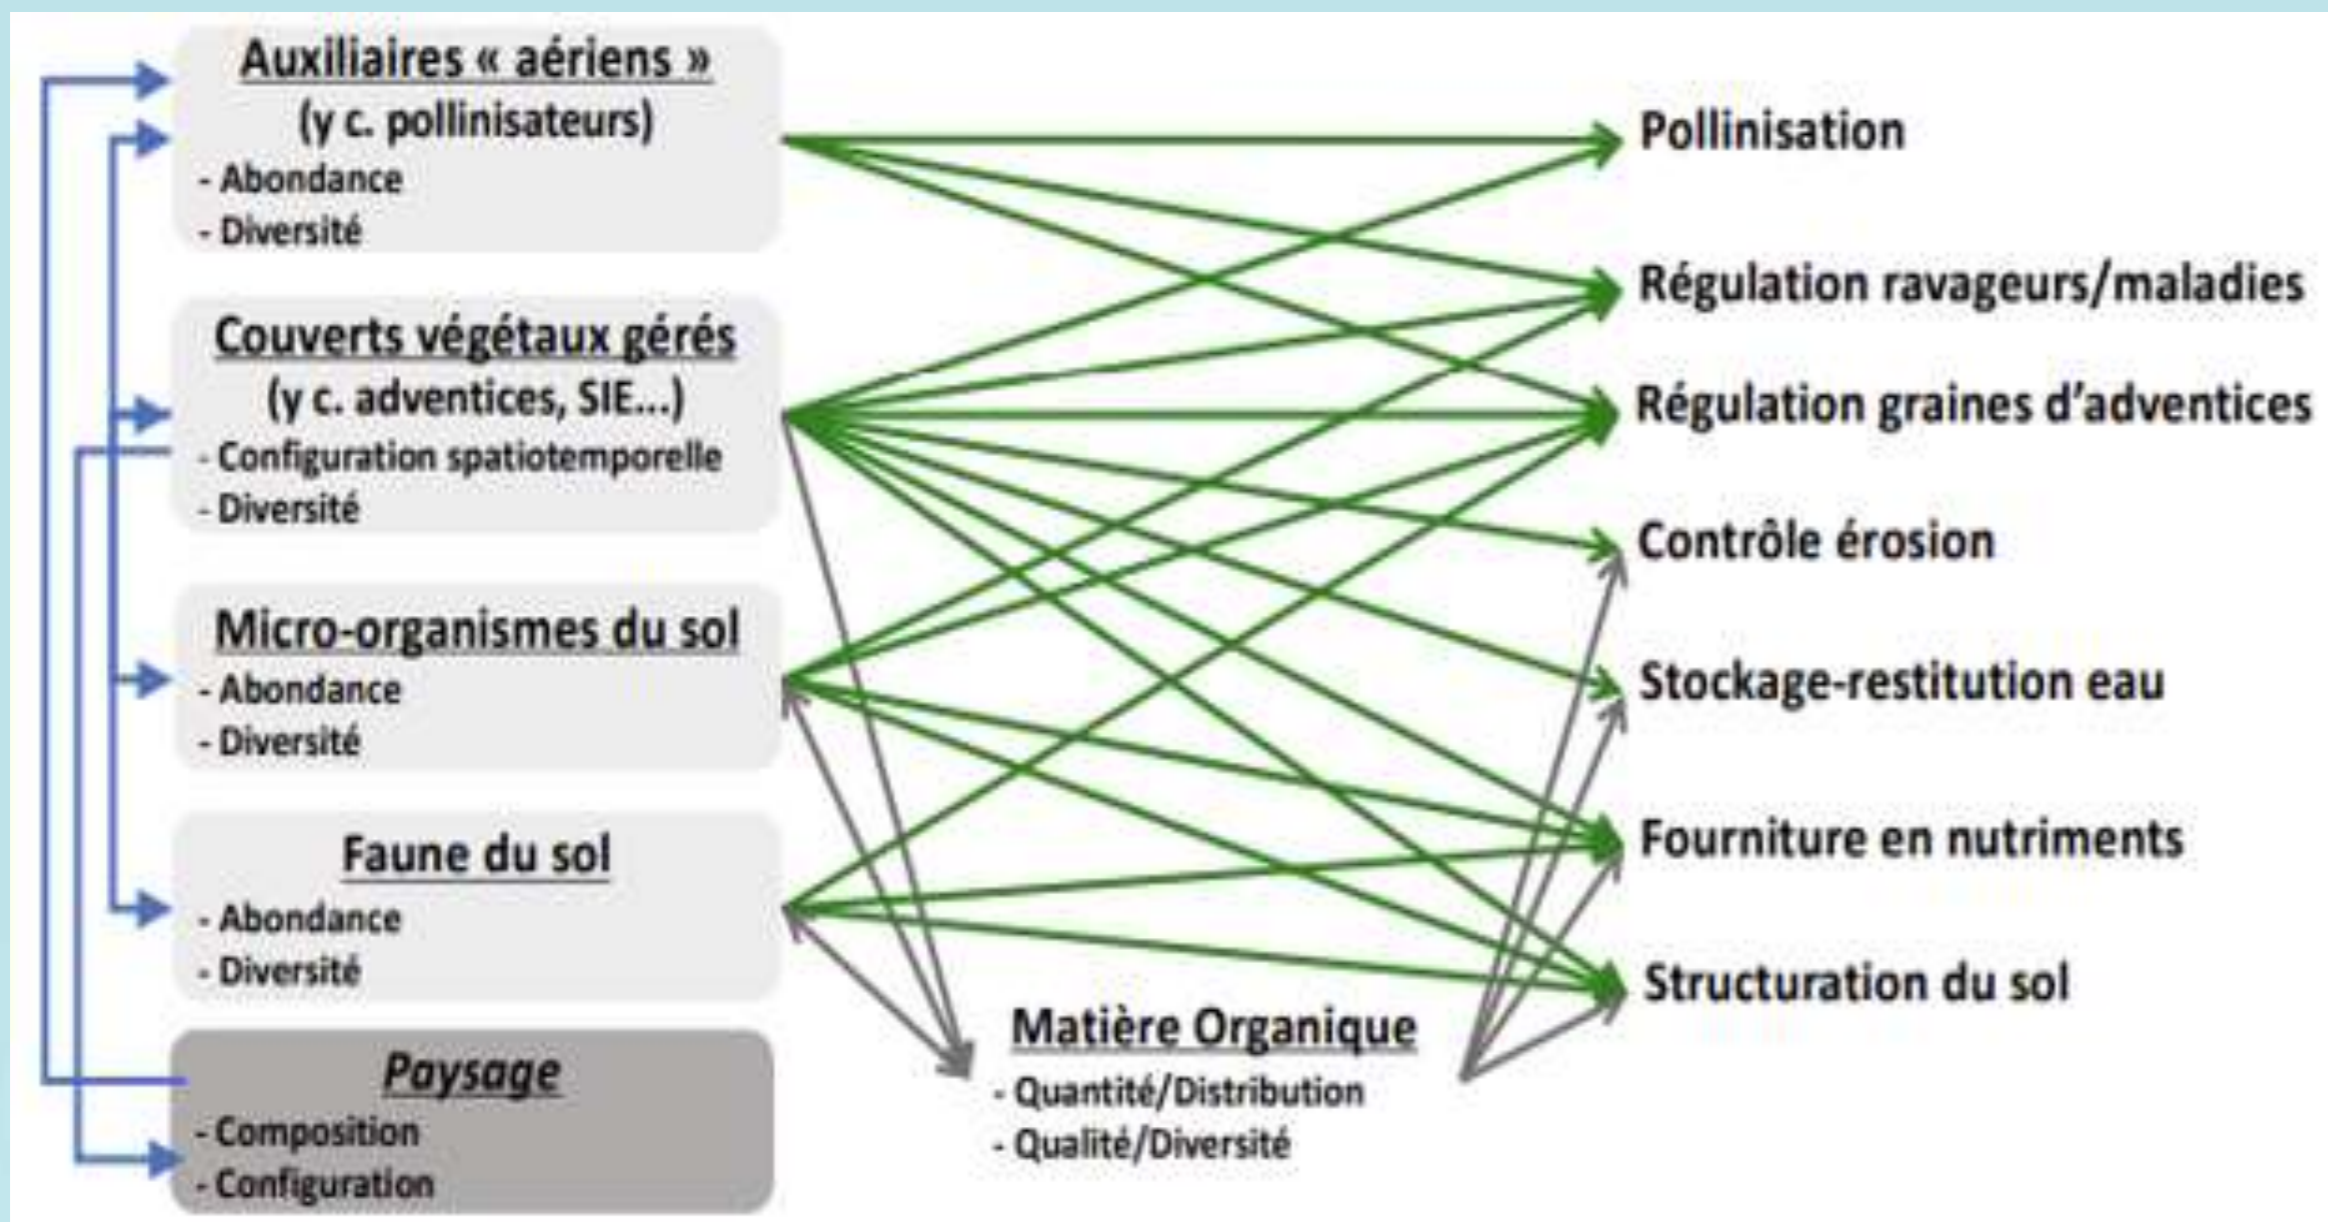 Auxiliaires « aériens »
(y c. pollinisateurs)
- Abondance
- Diversité
Couverts végétaux gérés
(y c. adventices, SIE...)
- Configuration spatiotemporelle
- Diversité
Micro-organismes du sol
- Abondance
- Diversité
Faune du sol
- Abondance
- Diversité
Paysage
- Composition
- Configuration
Matière Organique
- Quantité/Distribution
- Qualité/Diversité
Pollinisation
Régulation ravageurs/maladies
Régulation graines d’adventices
Contrôle érosion
Stockage-restitution eau
Fourniture en nutriments
Structuration du sol